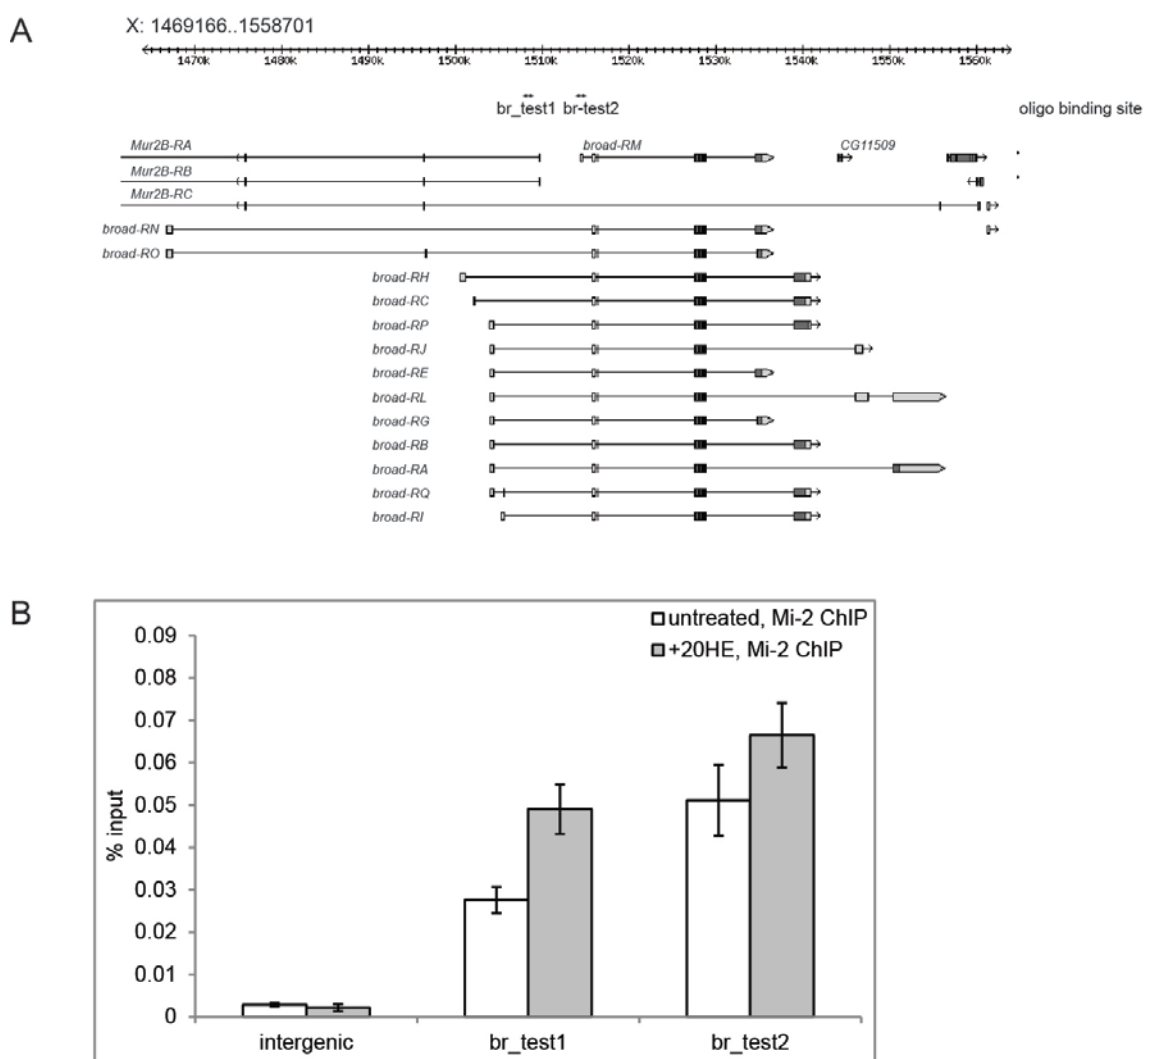 A
X: 1469166..1558701
1470k 1480k 1490k 1500k 1510k 1520k 1530k 1540k 1550k 1560k
br_test1 br-test2 oligo binding site
Mur2B-RA broad-RM CG11509
Mur2B-RB
Mur2B-RC
broad-RN
broad-RO
broad-RH
broad-RC
broad-RP
broad-RJ
broad-RE
broad-RL
broad-RG
broad-RB
broad-RA
broad-RQ
broad-RI
B
untreated, Mi-2 ChIP
+20HE, Mi-2 ChIP
% input
0.09
0.08
0.07
0.06
0.05
0.04
0.03
0.02
0.01
0
intergenic br_test1 br_test2